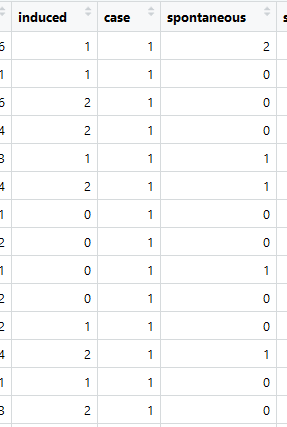 induced case spontaneous s
6 1 1 2
1 1 1 0
6 2 1 0
4 2 1 0
3 1 1 1
4 2 1 1
1 0 1 0
2 0 1 0
1 0 1 1
2 0 1 0
2 1 1 0
4 2 1 1
1 1 1 0
3 2 1 0